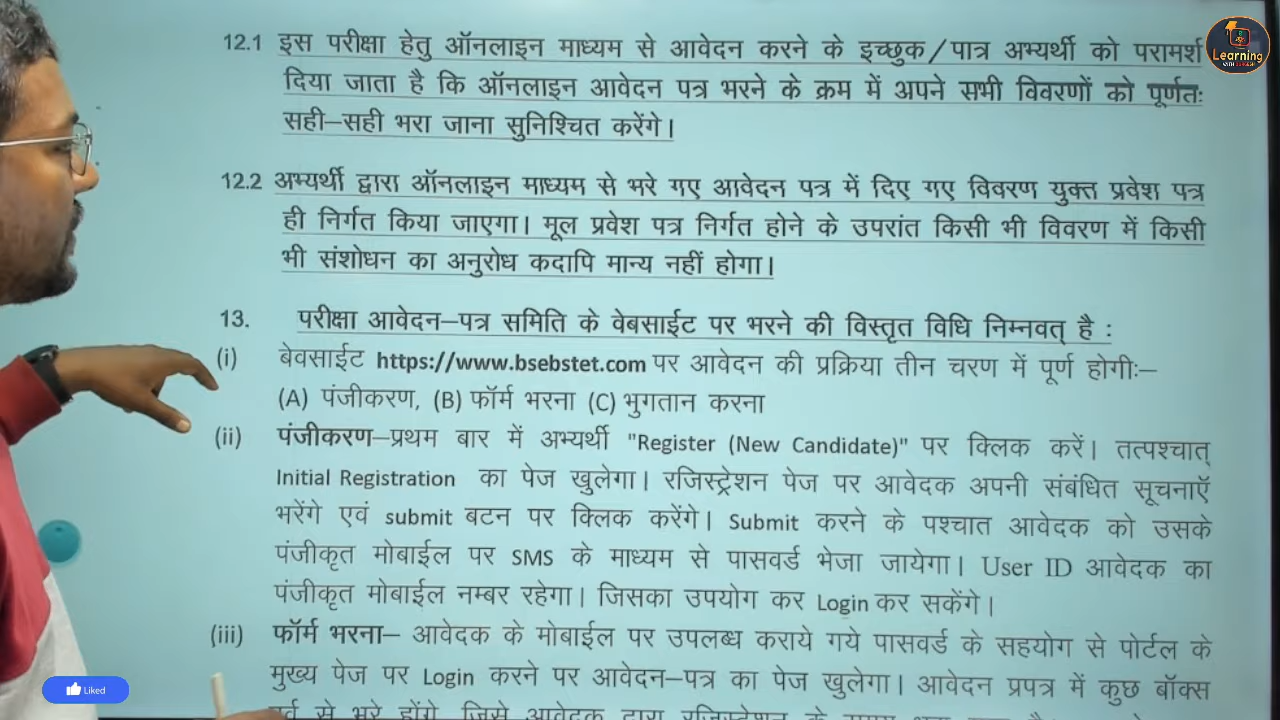 12.1 इस परीक्षा हेतु ऑनलाइन माध्यम से आवेदन करने के इच्छुक/पात्र अभ्यर्थी को परामर्श
दिया जाता है कि ऑनलाइन आवेदन पत्र भरने के क्रम में अपने सभी विवरणों को पूर्णतः
सही–सही भरा जाना सुनिश्चित करेंगे।
12.2 अभ्यर्थी द्वारा ऑनलाइन माध्यम से भरे गए आवेदन पत्र में दिए गए विवरण युक्त प्रवेश पत्र
ही निर्गत किया जाएगा। मूल प्रवेश पत्र निर्गत होने के उपरांत किसी भी विवरण में किसी
भी संशोधन का अनुरोध कदापि मान्य नहीं होगा।
13. परीक्षा आवेदन–पत्र समिति के वेबसाईट पर भरने की विस्तृत विधि निम्नवत् है :
(i) बेवसाईट https://www.bsebstet.com पर आवेदन की प्रक्रिया तीन चरण में पूर्ण होगीः–
(A) पंजीकरण, (B) फॉर्म भरना (C) भुगतान करना
(ii) पंजीकरण–प्रथम बार में अभ्यर्थी "Register (New Candidate)" पर क्लिक करें। तत्पश्चात्
Initial Registration का पेज खुलेगा। रजिस्ट्रेशन पेज पर आवेदक अपनी संबंधित सूचनाएँ
भरेंगे एवं submit बटन पर क्लिक करेंगे। Submit करने के पश्चात आवेदक को उसके
पंजीकृत मोबाईल पर SMS के माध्यम से पासवर्ड भेजा जायेगा। User ID आवेदक का
पंजीकृत मोबाईल नम्बर रहेगा। जिसका उपयोग कर Login कर सकेंगे।
(iii) फॉर्म भरना– आवेदक के मोबाईल पर उपलब्ध कराये गये पासवर्ड के सहयोग से पोर्टल के
मुख्य पेज पर Login करने पर आवेदन–पत्र का पेज खुलेगा। आवेदन प्रपत्र में कुछ बॉक्स
से भरे होंगे, जिसे आवेदक द्वारा रजिस्ट्रेशन के
Learning
Liked